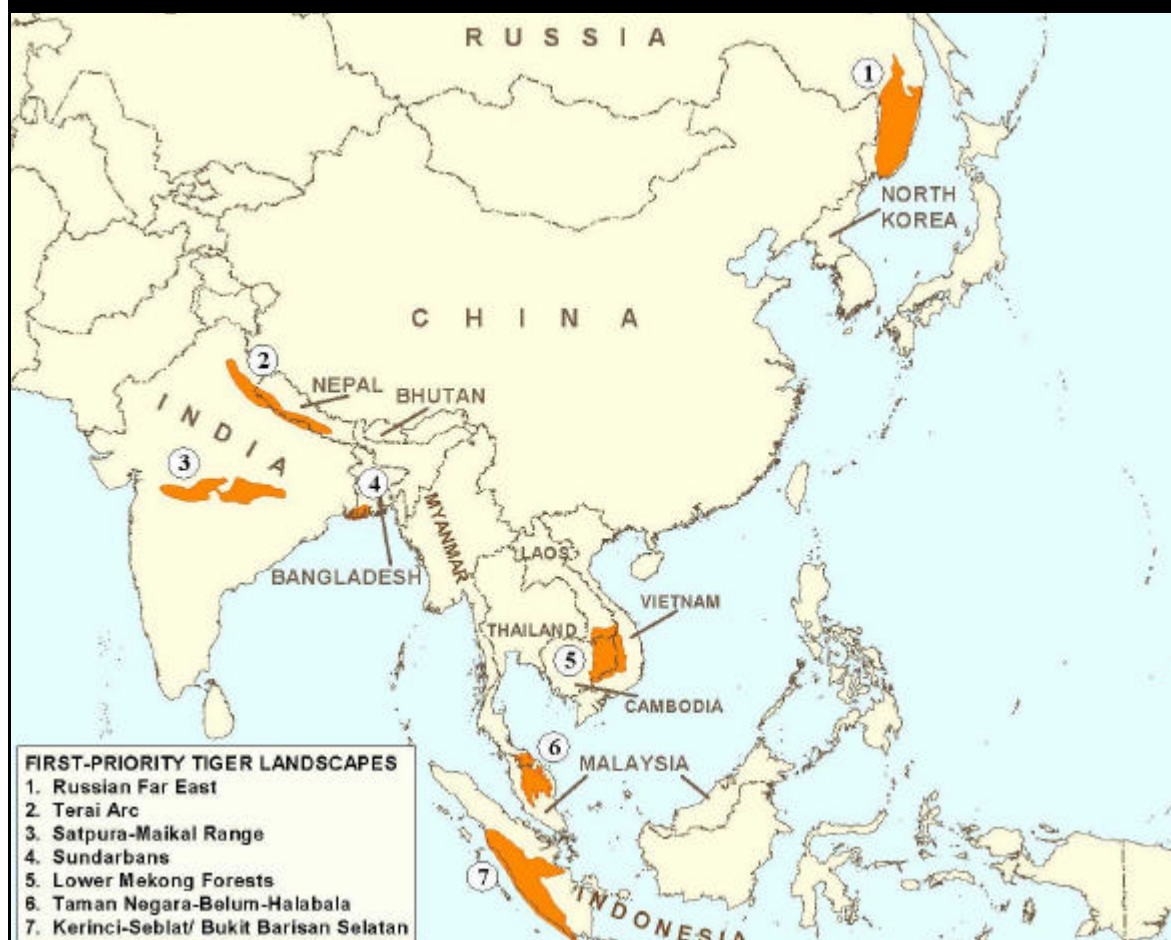 RUSSIA
1
NORTH
KOREA
CHINA
2
NEPAL
BHUTAN
INDIA
3
4
MYANMAR
LAOS
BANGLADESH
VIETNAM
THAILAND
5
CAMBODIA
6
MALAYSIA
7
INDONESIA
FIRST-PRIORITY TIGER LANDSCAPES
1. Russian Far East
2. Terai Arc
3. Satpura-Maikal Range
4. Sundarbans
5. Lower Mekong Forests
6. Taman Negara-Belum-Halabala
7. Kerinci-Seblat/ Bukit Barisan Selatan